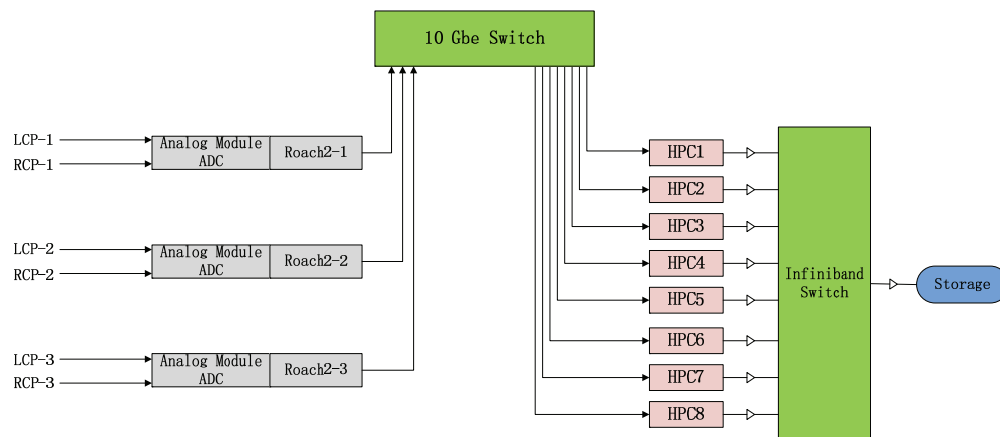 10 Gbe Switch
LCP-1
RCP-1
Analog Module
ADC
Roach2-1
LCP-2
RCP-2
Analog Module
ADC
Roach2-2
LCP-3
RCP-3
Analog Module
ADC
Roach2-3
HPC1
HPC2
HPC3
HPC4
HPC5
HPC6
HPC7
HPC8
Infiniband
Switch
Storage